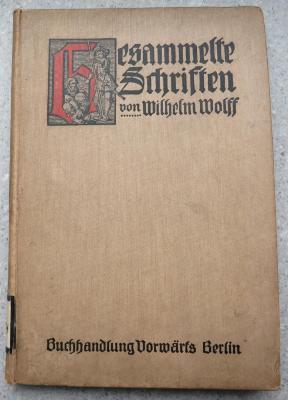 Gesammelte
Schriften
von Wilhelm Wolff
Buchhandlung Vorwärts Berlin